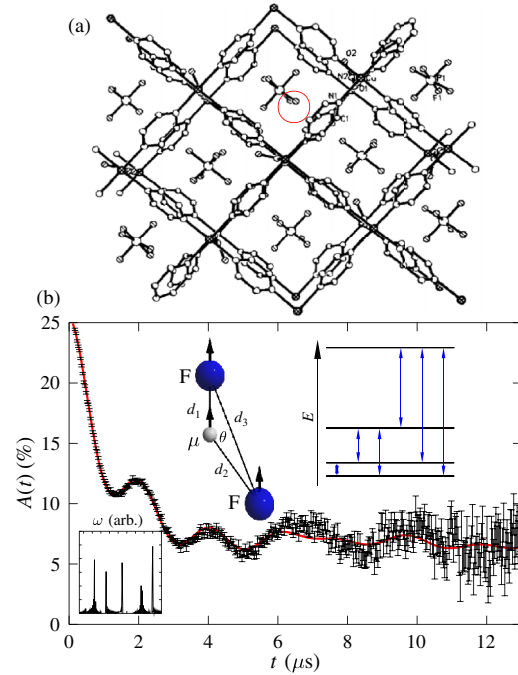 (a)
O2
N2
Cu
O1
N1
C1
P1
F1
(b)
25
20
15
10
5
0
A(t) (%)
F
d₁
d₃
μ
θ
d₂
F
E
ω (arb.)
0
2
4
6
8
10
12
t (μs)